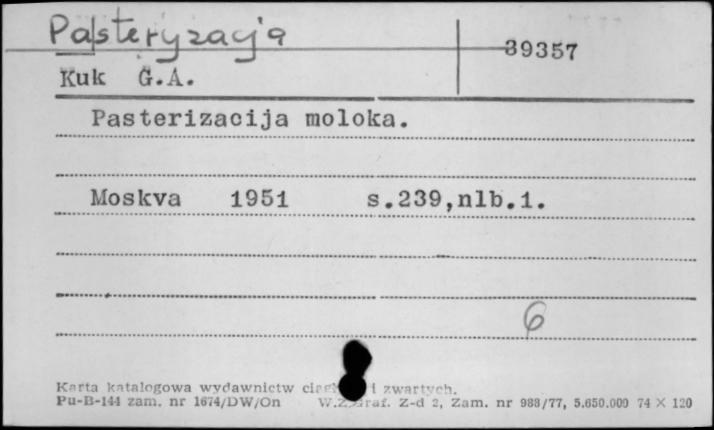 Pasteryzacja
39357
Kuk G.A.
Pasterizacija moloka.
Moskva 1951 s.239,nlb.1.
6
Karta katalogowa wydawnictw i zwartych.
Pu-B-144 zam. nr 1674/DW/On W.Z.Graf. Z-d 2, Zam. nr 988/77, 5.650.000 74 X 120